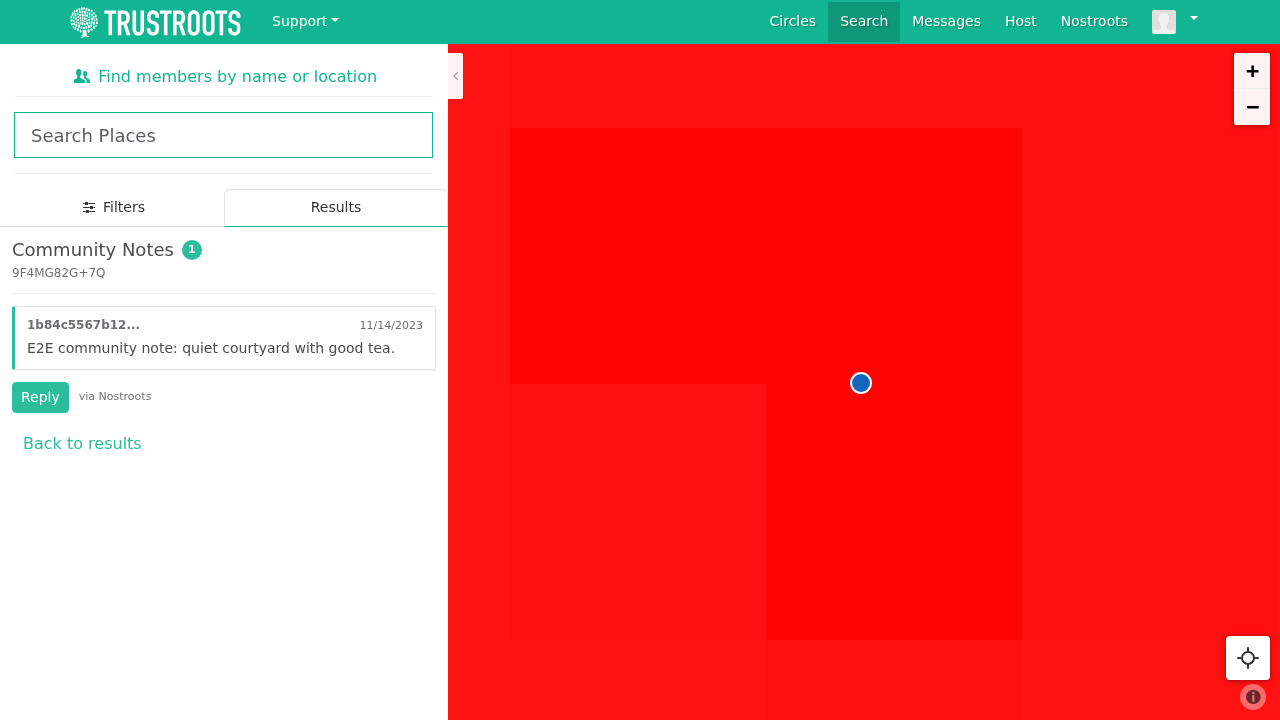 TRUSTROOTS
Support
Circles
Search
Messages
Host
Nostroots
Find members by name or location
Search Places
Filters
Results
Community Notes 1
9F4MG82G+7Q
1b84c5567b12...
11/14/2023
E2E community note: quiet courtyard with good tea.
Reply
via Nostroots
Back to results
+
−